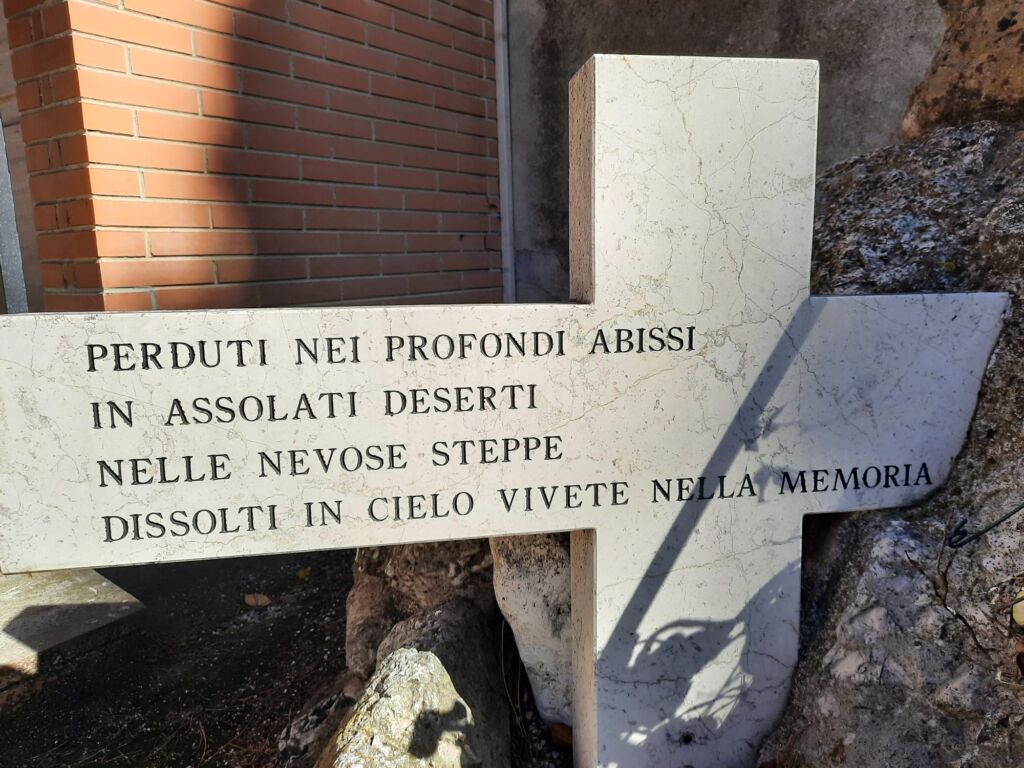 PERDUTI NEI PROFONDI ABISSI
IN ASSOLATI DESERTI
NELLE NEVOSE STEPPE
DISSOLTI IN CIELO VIVETE NELLA MEMORIA